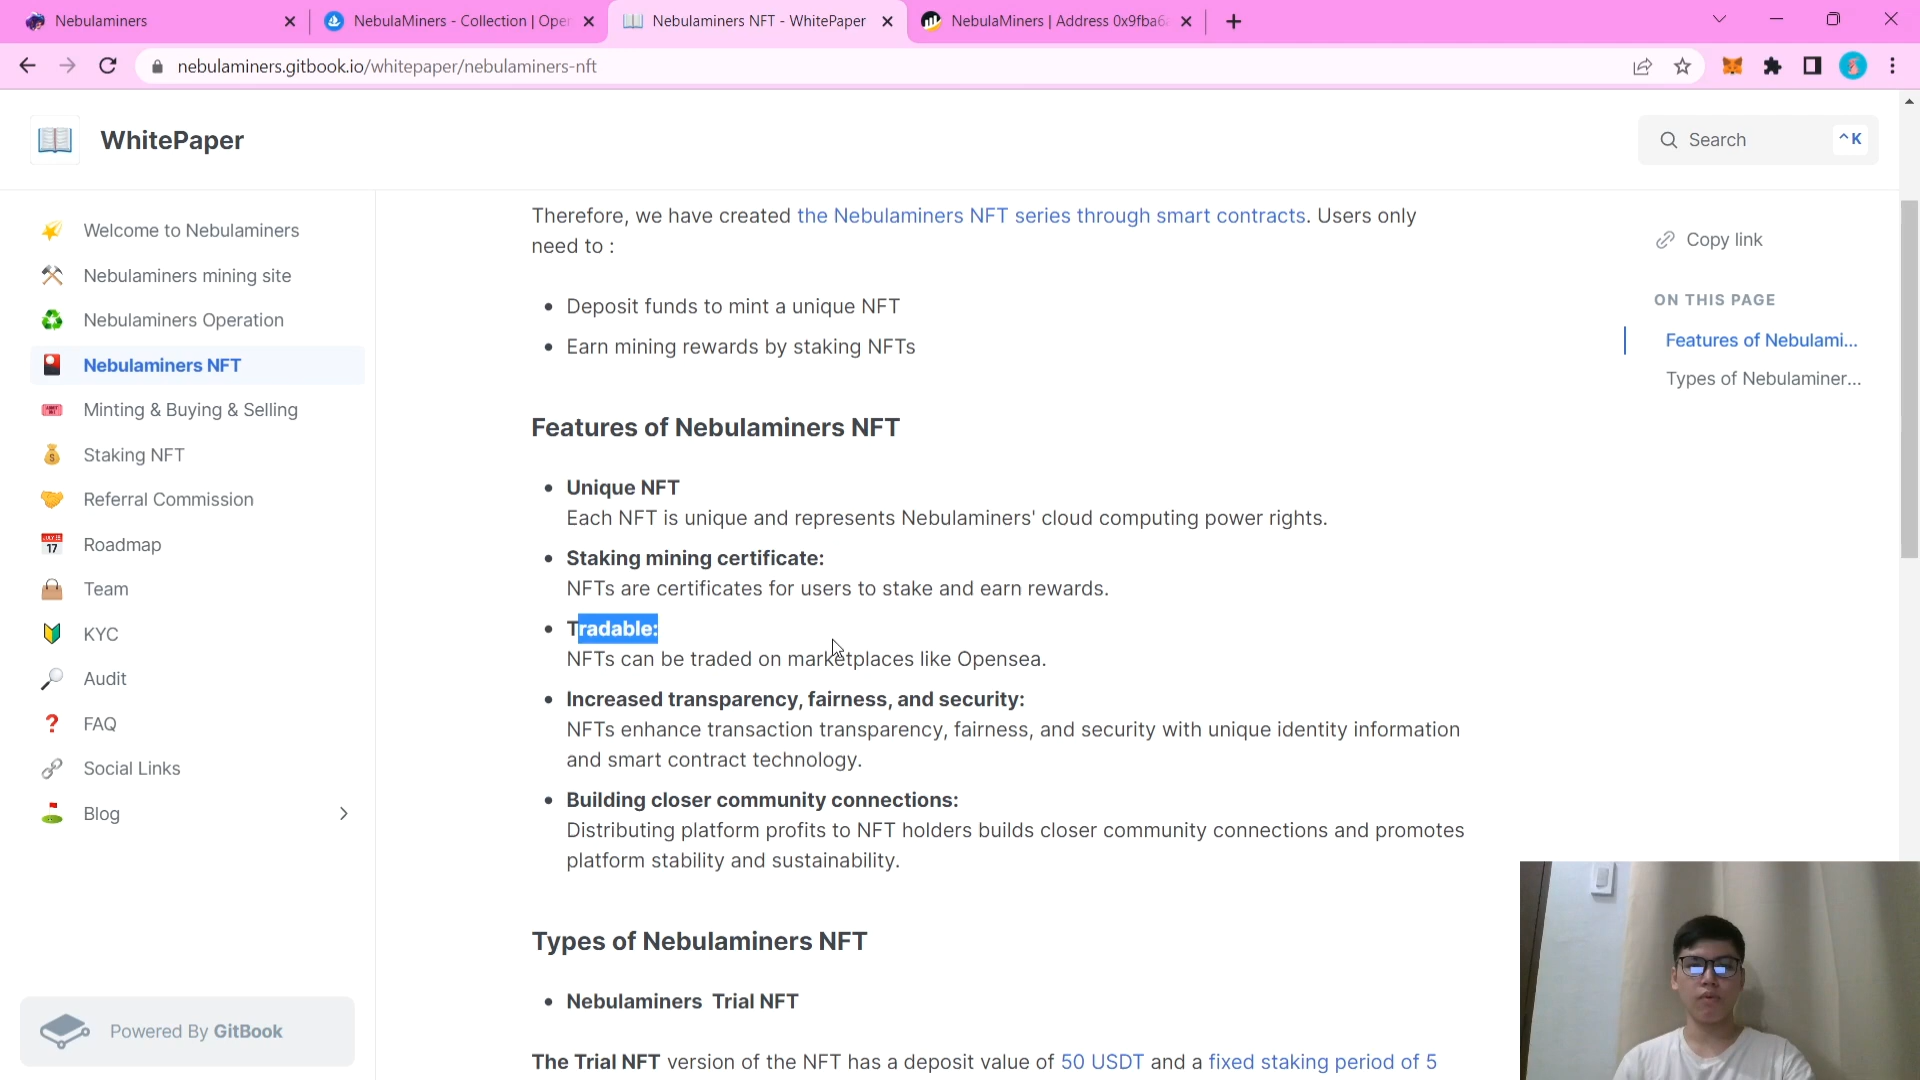 Nebulaminers
NebulaMiners - Collection | Ope
Nebulaminers NFT - WhitePaper
NebulaMiners | Address 0x9fba6
nebulaminers.gitbook.io/whitepaper/nebulaminers-nft
WhitePaper
Search
^K
Welcome to Nebulaminers
Nebulaminers mining site
Nebulaminers Operation
Nebulaminers NFT
Minting & Buying & Selling
Staking NFT
Referral Commission
Roadmap
Team
KYC
Audit
FAQ
Social Links
Blog
Powered By GitBook
Therefore, we have created the Nebulaminers NFT series through smart contracts. Users only
need to :
• Deposit funds to mint a unique NFT
• Earn mining rewards by staking NFTs
Features of Nebulaminers NFT
• Unique NFT
Each NFT is unique and represents Nebulaminers' cloud computing power rights.
• Staking mining certificate:
NFTs are certificates for users to stake and earn rewards.
• Tradable:
NFTs can be traded on marketplaces like Opensea.
• Increased transparency, fairness, and security:
NFTs enhance transaction transparency, fairness, and security with unique identity information
and smart contract technology.
• Building closer community connections:
Distributing platform profits to NFT holders builds closer community connections and promotes
platform stability and sustainability.
Types of Nebulaminers NFT
• Nebulaminers Trial NFT
The Trial NFT version of the NFT has a deposit value of 50 USDT and a fixed staking period of 5
Copy link
ON THIS PAGE
Features of Nebulami...
Types of Nebulaminer...